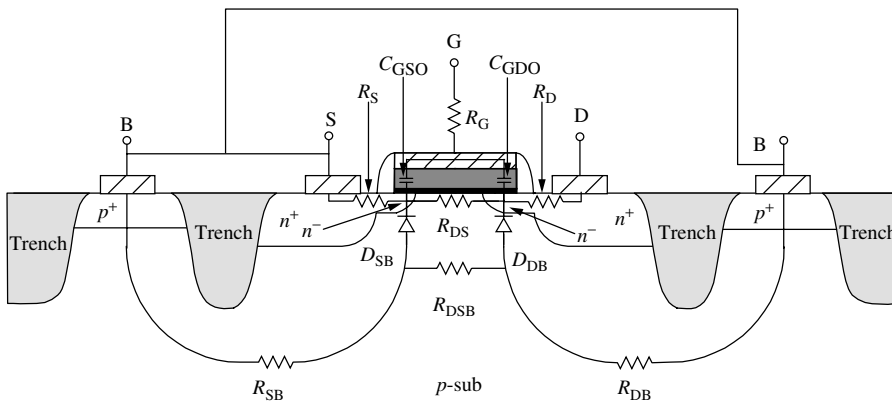 G
C_GSO
C_GDO
R_S
R_G
R_D
B
S
D
B
p+
n+
n−
R_DS
n−
n+
p+
Trench
Trench
Trench
Trench
D_SB
D_DB
R_DSB
R_SB
p-sub
R_DB